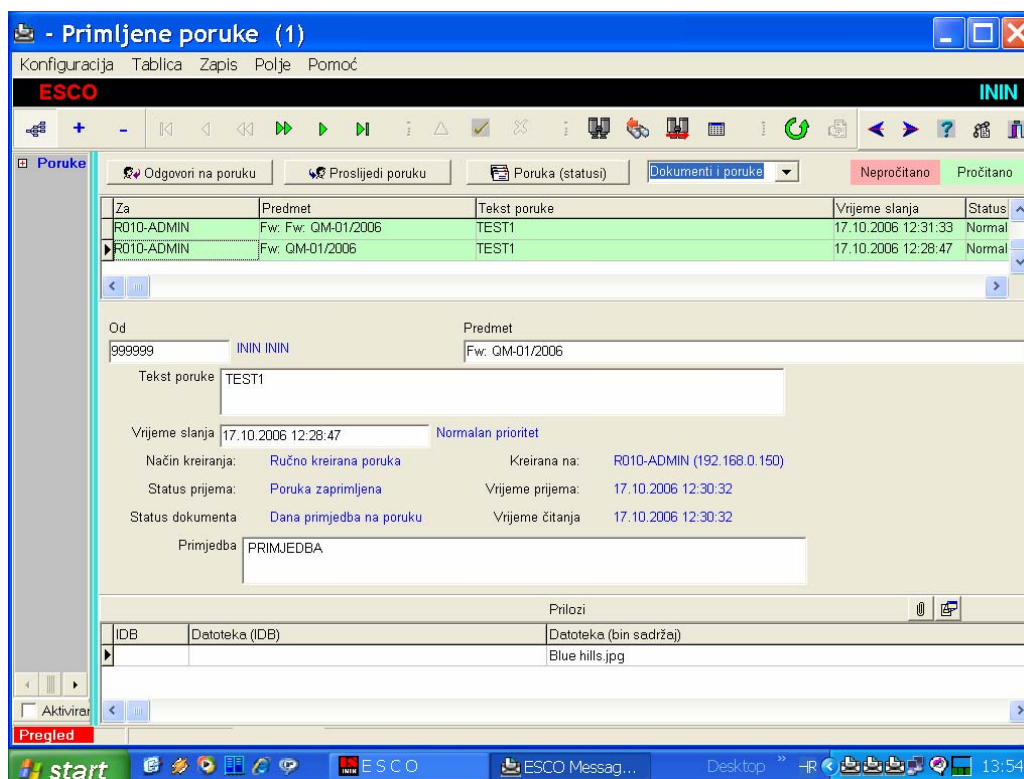 - Primljene poruke (1)
Konfiguracija Tablica Zapis Polje Pomoć
ESCO ININ
Poruke Odgovori na poruku Proslijedi poruku Poruka (statusi) Dokumenti i poruke Nepročitano Pročitano
Za Predmet Tekst poruke Vrijeme slanja Status
R010-ADMIN Fw: Fw: QM-01/2006 TEST1 17.10.2006 12:31:33 Normal
R010-ADMIN Fw: QM-01/2006 TEST1 17.10.2006 12:28:47 Normal
Od Predmet
999999 ININ ININ Fw: QM-01/2006
Tekst poruke TEST1
Vrijeme slanja 17.10.2006 12:28:47 Normalan prioritet
Način kreiranja: Ručno kreirana poruka Kreirana na: R010-ADMIN (192.168.0.150)
Status prijema: Poruka zaprimljena Vrijeme prijema: 17.10.2006 12:30:32
Status dokumenta Dana primjedba na poruku Vrijeme čitanja 17.10.2006 12:30:32
Primjedba PRIMJEDBA
Prilozi
IDB Datoteka (IDB) Datoteka (bin sadržaj)
Blue hills.jpg
Aktiviran
Pregled
start ESCO ESCO Messag... Desktop HR 13:54